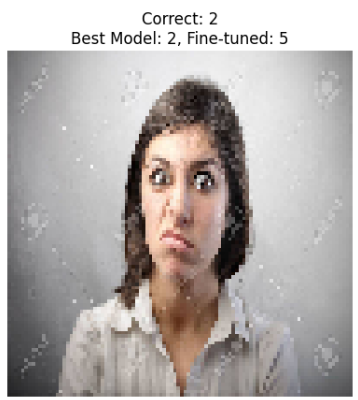 Correct: 2
Best Model: 2, Fine-tuned: 5